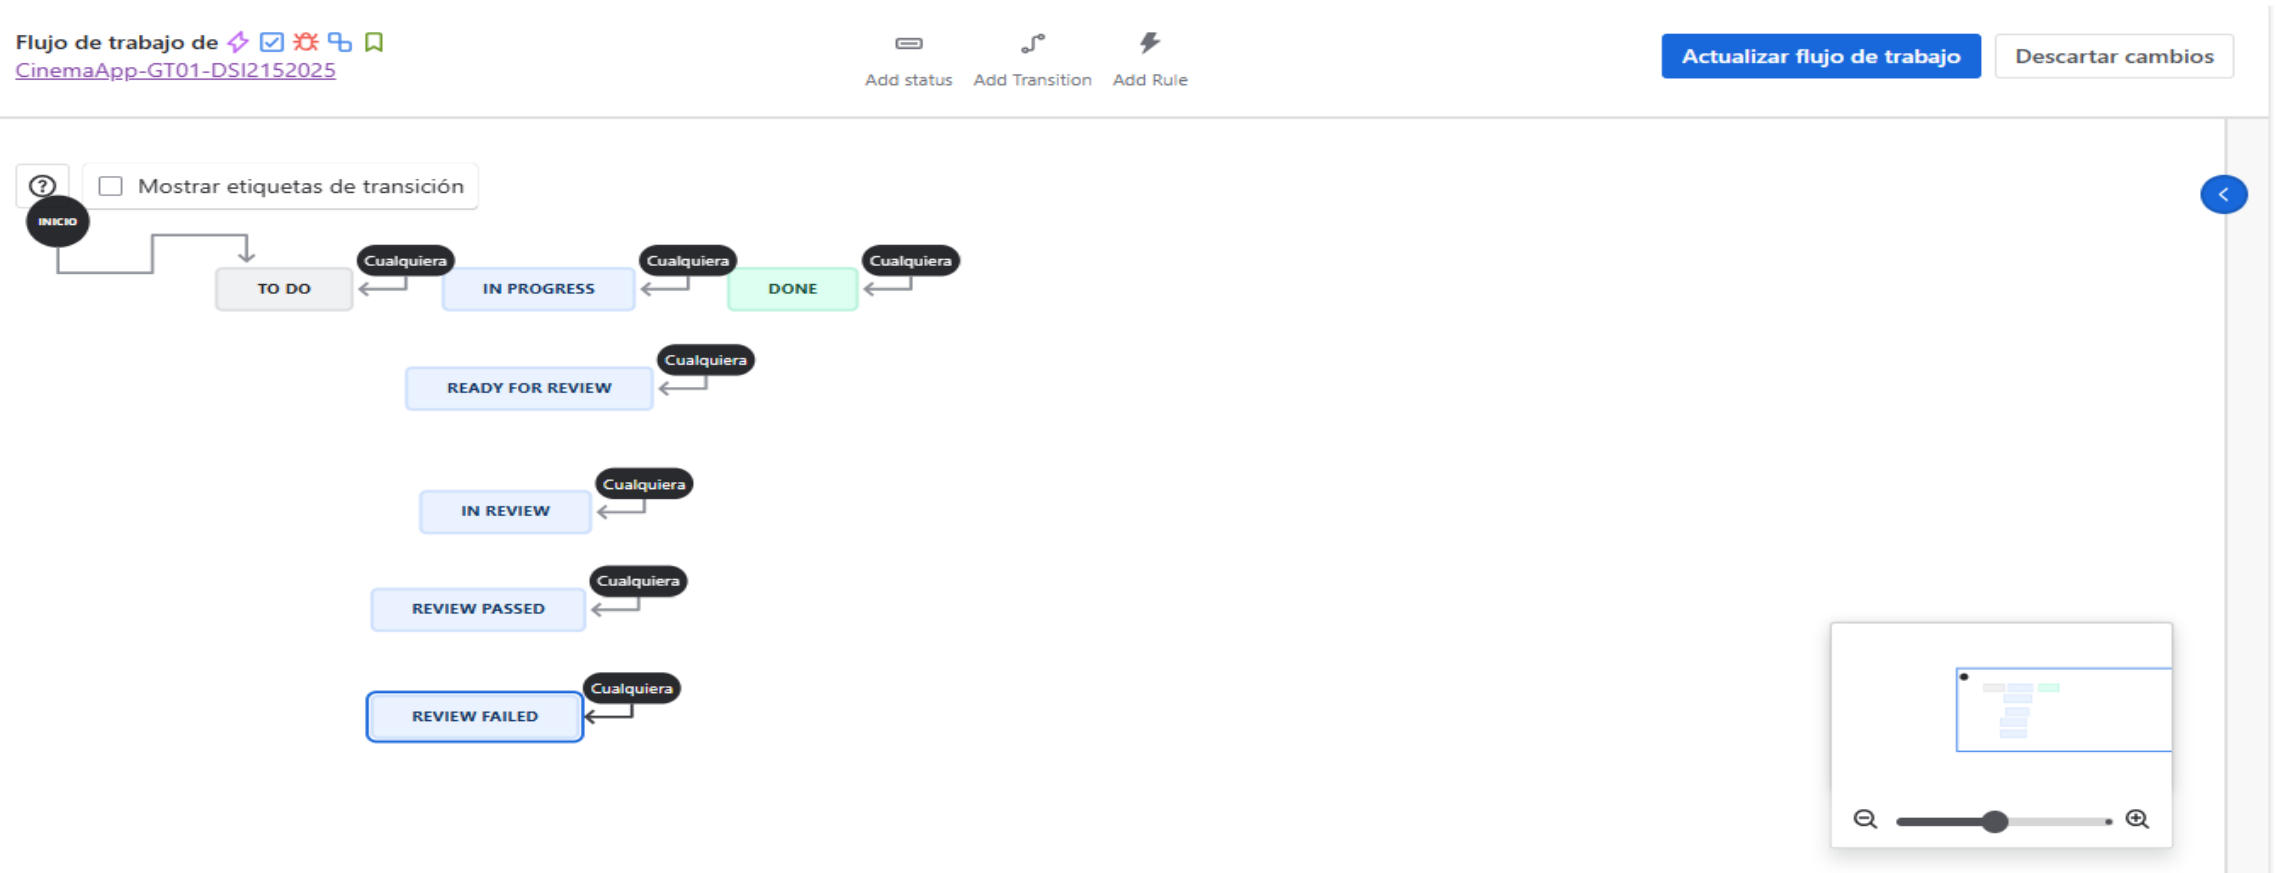 Flujo de trabajo de
CinemaApp-GT01-DSI2152025
Add status
Add Transition
Add Rule
Actualizar flujo de trabajo
Descartar cambios
Mostrar etiquetas de transición
INICIO
TO DO
Cualquiera
IN PROGRESS
Cualquiera
DONE
Cualquiera
READY FOR REVIEW
Cualquiera
IN REVIEW
Cualquiera
REVIEW PASSED
Cualquiera
REVIEW FAILED
Cualquiera